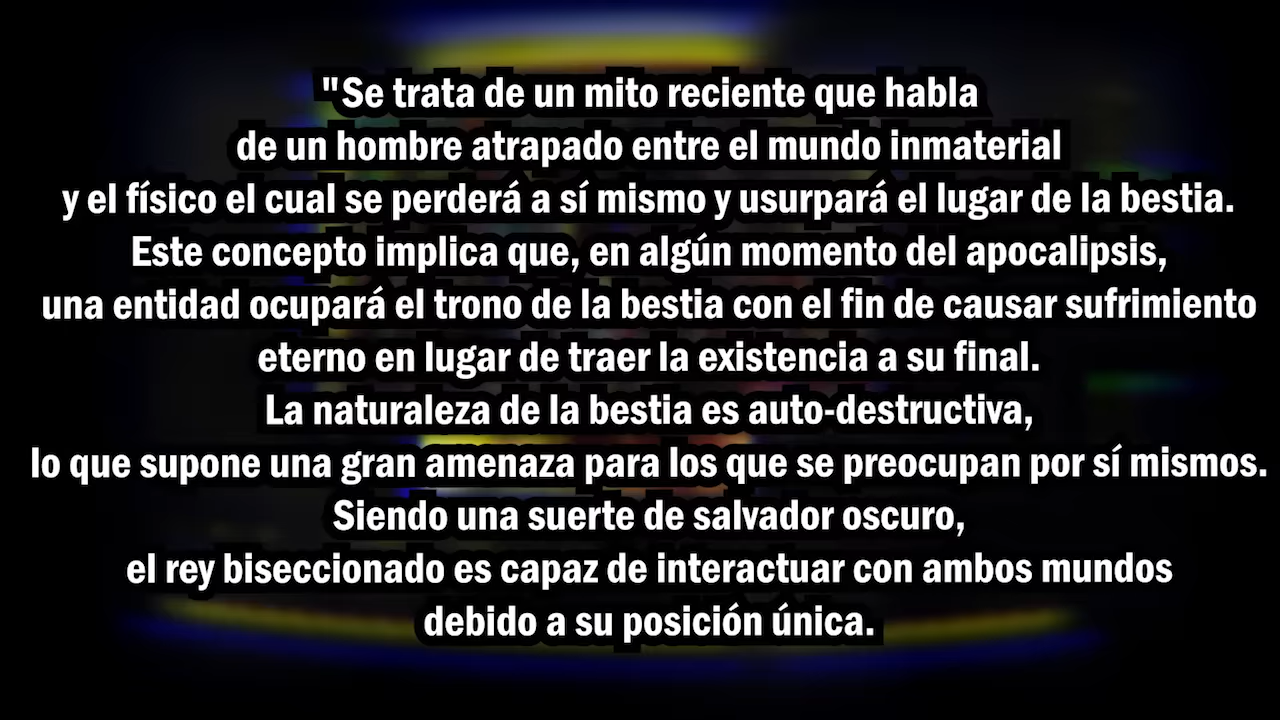 "Se trata de un mito reciente que habla
de un hombre atrapado entre el mundo inmaterial
y el físico el cual se perderá a sí mismo y usurpará el lugar de la bestia.
Este concepto implica que, en algún momento del apocalipsis,
una entidad ocupará el trono de la bestia con el fin de causar sufrimiento
eterno en lugar de traer la existencia a su final.
La naturaleza de la bestia es auto-destructiva,
lo que supone una gran amenaza para los que se preocupan por sí mismos.
Siendo una suerte de salvador oscuro,
el rey biseccionado es capaz de interactuar con ambos mundos
debido a su posición única.